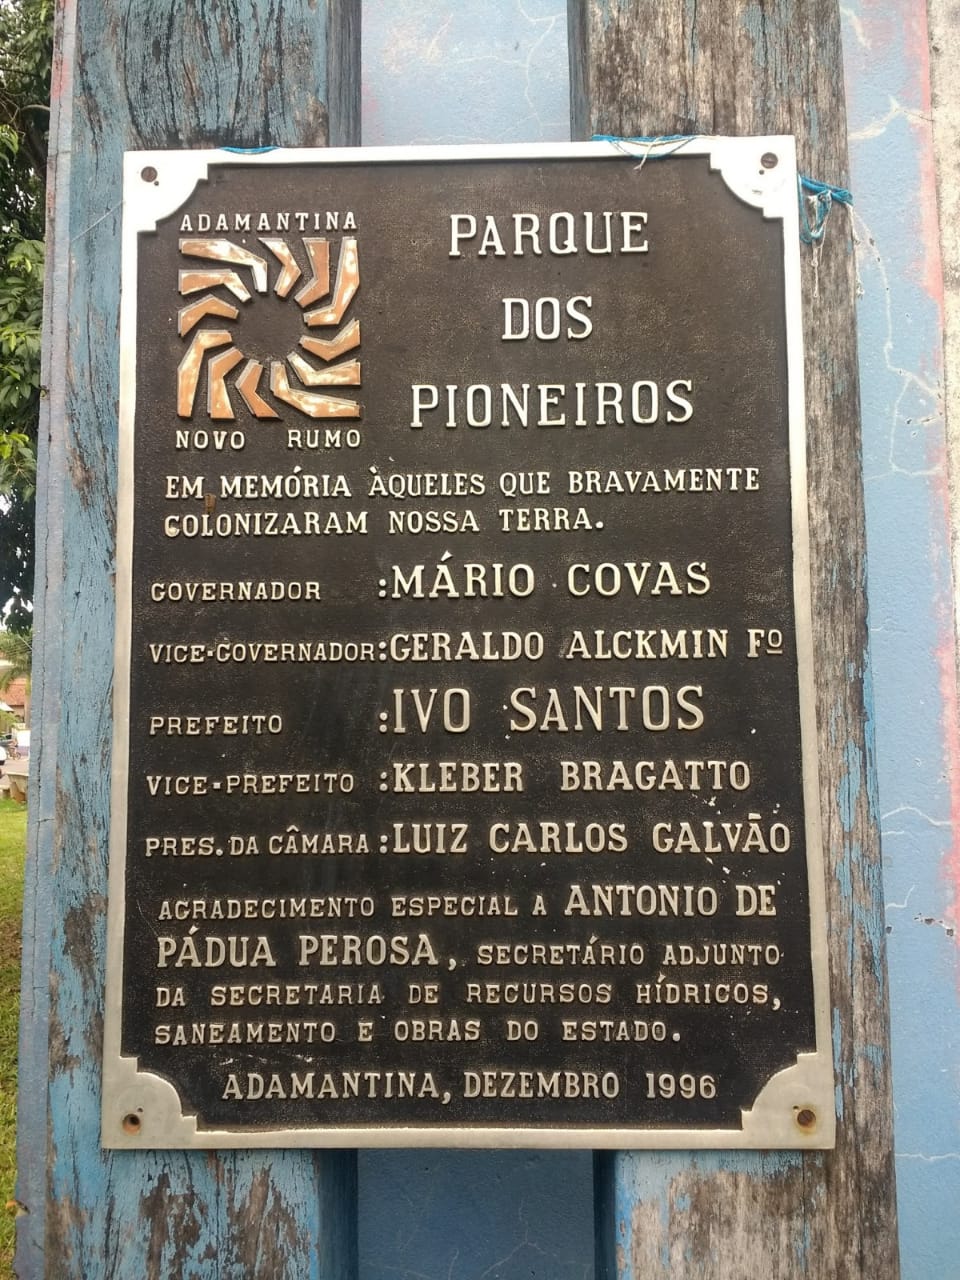 ADAMANTINA
NOVO RUMO
PARQUE
DOS
PIONEIROS
EM MEMÓRIA ÀQUELES QUE BRAVAMENTE
COLONIZARAM NOSSA TERRA.
GOVERNADOR :MÁRIO COVAS
VICE-GOVERNADOR:GERALDO ALCKMIN Fº
PREFEITO :IVO SANTOS
VICE-PREFEITO :KLEBER BRAGATTO
PRES. DA CÂMARA :LUIZ CARLOS GALVÃO
AGRADECIMENTO ESPECIAL A ANTONIO DE
PÁDUA PEROSA, SECRETÁRIO ADJUNTO
DA SECRETARIA DE RECURSOS HÍDRICOS,
SANEAMENTO E OBRAS DO ESTADO.
ADAMANTINA, DEZEMBRO 1996